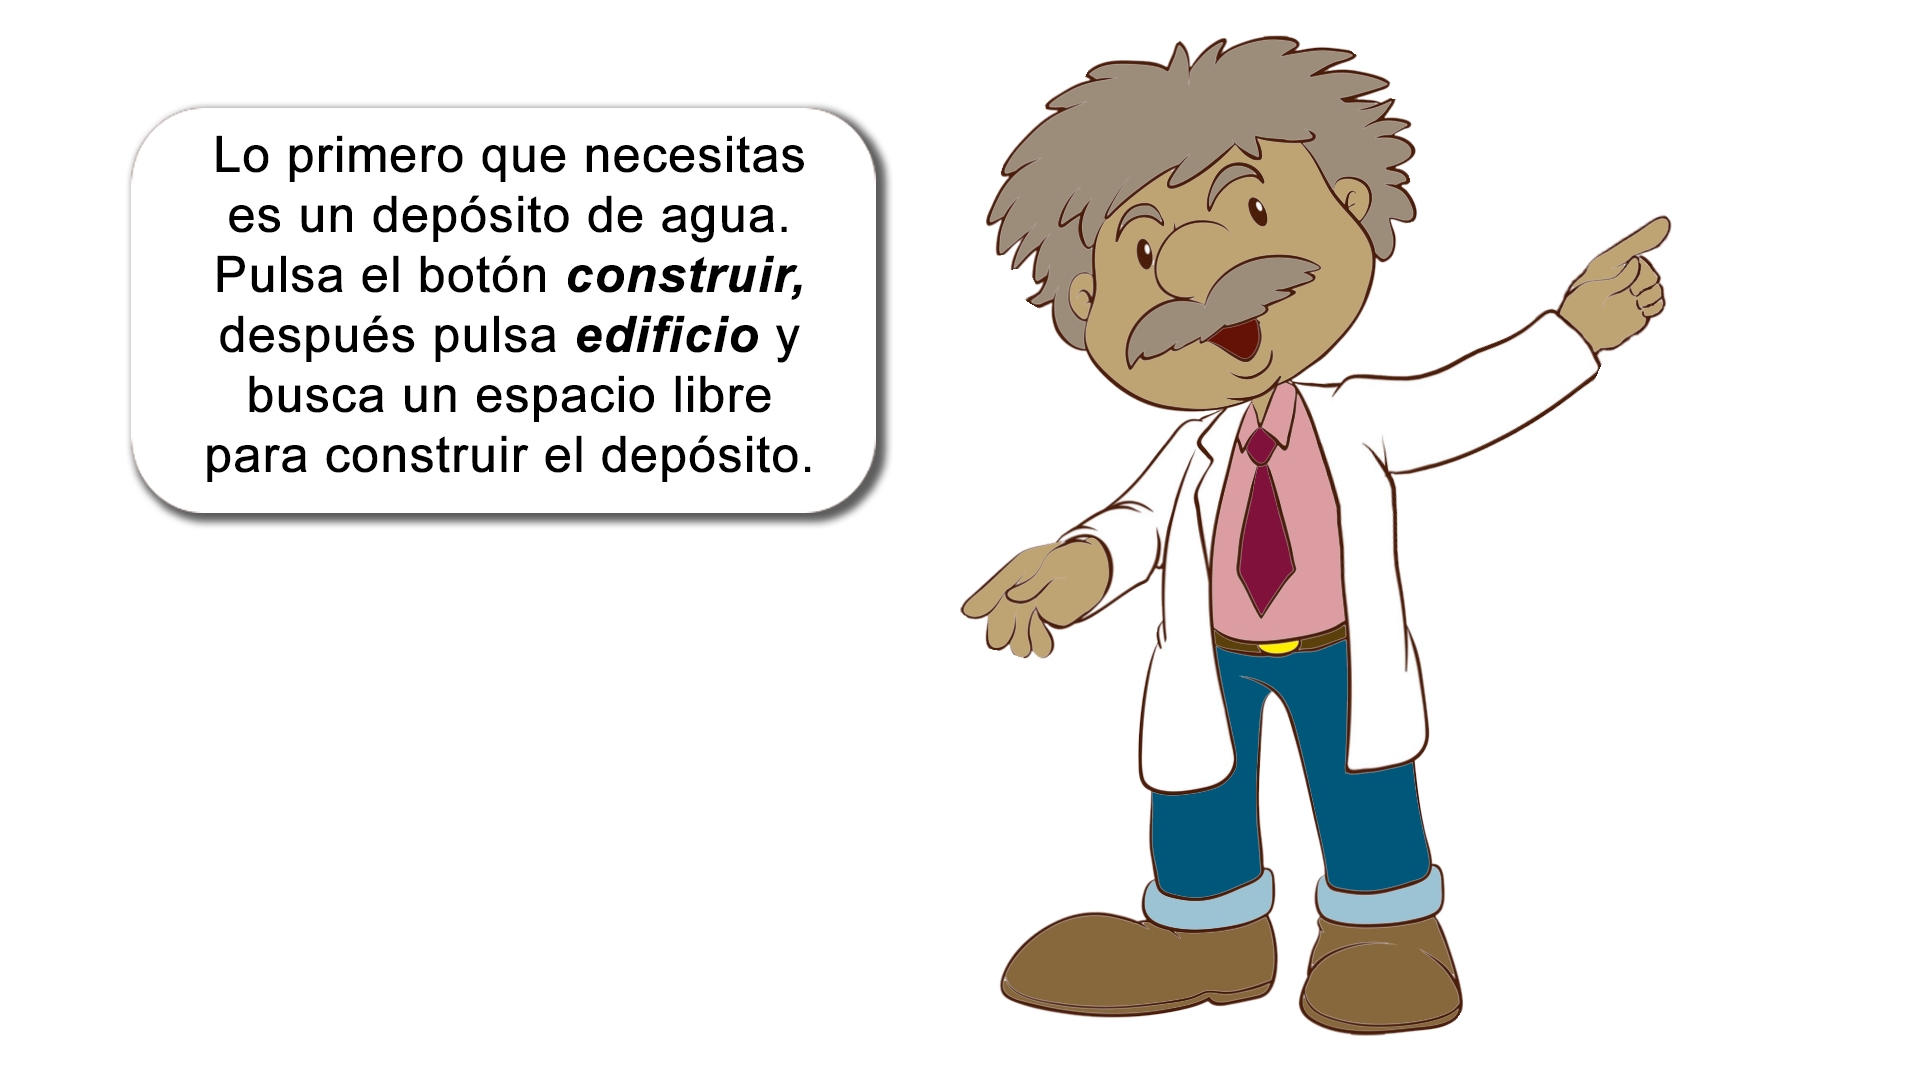 Lo primero que necesitas
es un depósito de agua.
Pulsa el botón construir,
después pulsa edificio y
busca un espacio libre
para construir el depósito.